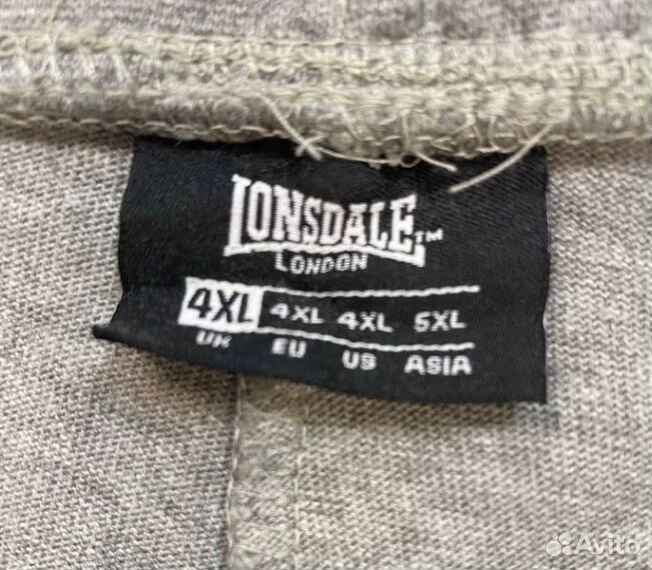 LONSDALE™
LONDON
4XL 4XL 4XL 5XL
UK EU US ASIA
Avito